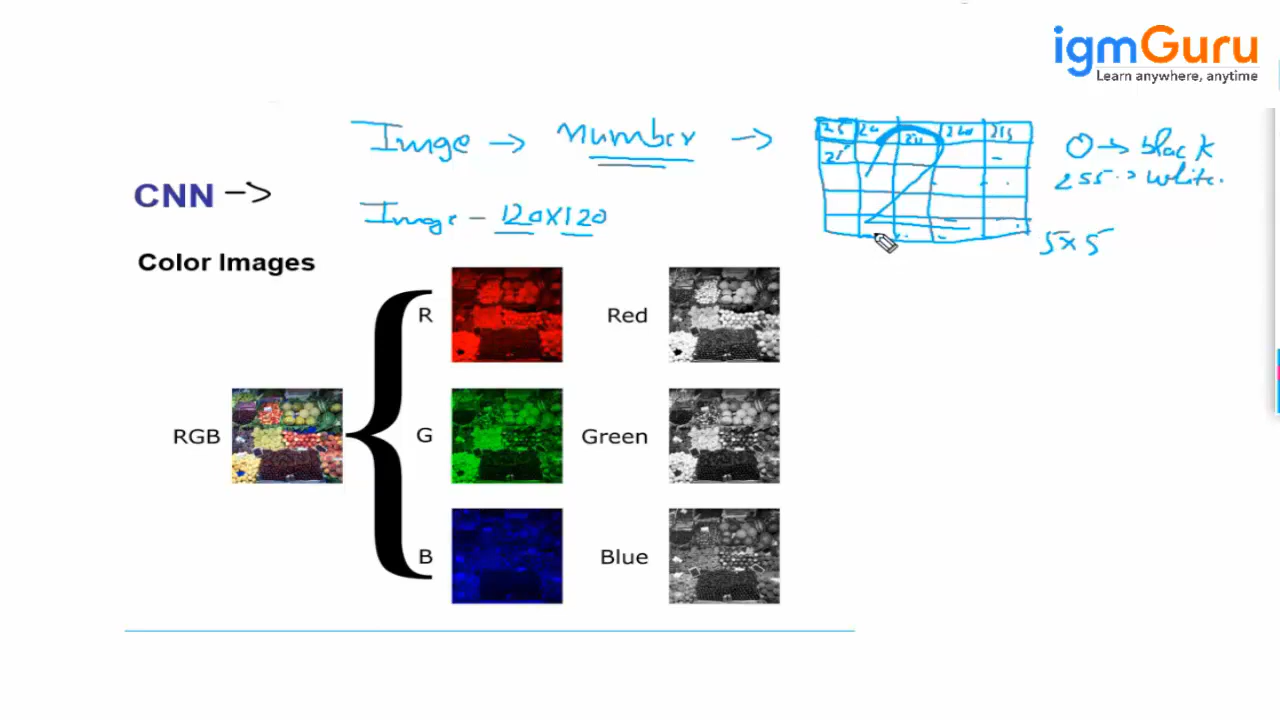 igmGuru
Learn anywhere, anytime
Image → number →
25
0 → black
255 → white.
CNN →
Image - 120x120
5x5
Color Images
R
Red
RGB
G
Green
B
Blue